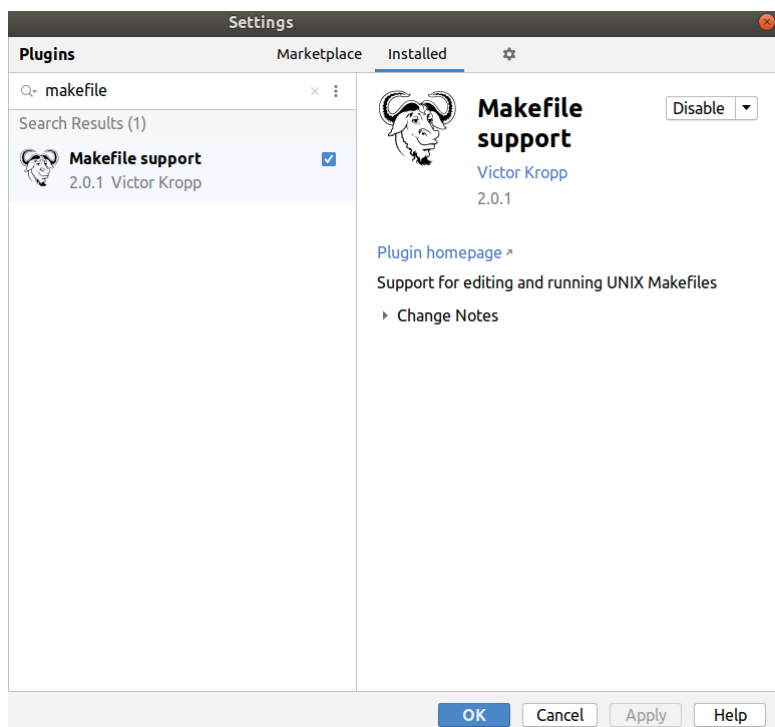 Settings
Plugins
Marketplace
Installed
makefile
Search Results (1)
Makefile support
2.0.1 Victor Kropp
Makefile
support
Disable
Victor Kropp
2.0.1
Plugin homepage
Support for editing and running UNIX Makefiles
Change Notes
OK
Cancel
Apply
Help